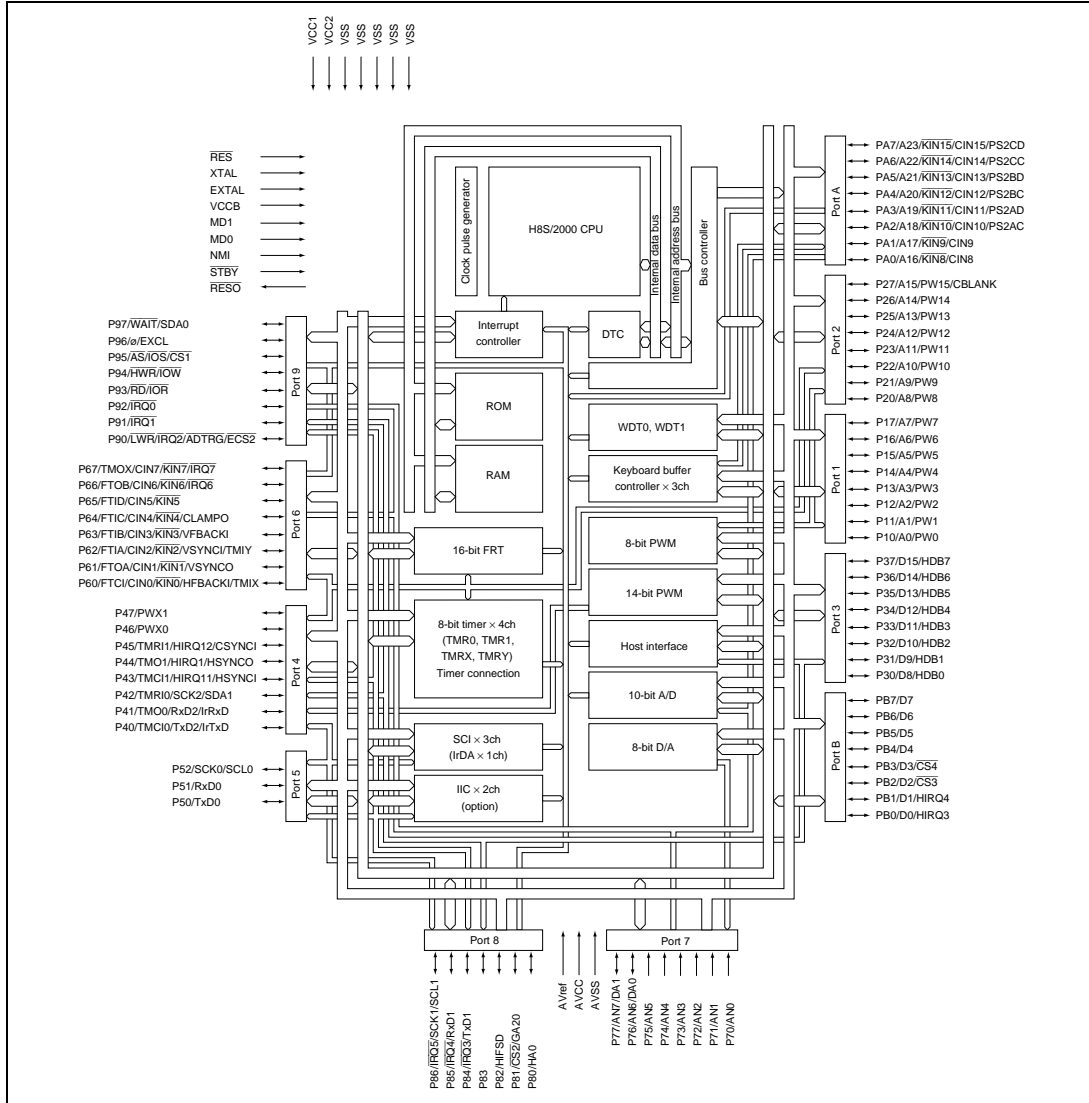 VCC1
VCC2
VSS
VSS
VSS
VSS
VSS
RES
XTAL
EXTAL
VCCB
MD1
MD0
NMI
STBY
RESO
P97/WAIT/SDA0
P96/ø/EXCL
P95/AS/IOS/CS1
P94/HWR/IOW
P93/RD/IOR
P92/IRQ0
P91/IRQ1
P90/LWR/IRQ2/ADTRG/ECS2
Port 9
P67/TMOX/CIN7/KIN7/IRQ7
P66/FTOB/CIN6/KIN6/IRQ6
P65/FTID/CIN5/KIN5
P64/FTIC/CIN4/KIN4/CLAMPO
P63/FTIB/CIN3/KIN3/VFBACKI
P62/FTIA/CIN2/KIN2/VSYNCI/TMIY
P61/FTOA/CIN1/KIN1/VSYNCO
P60/FTCI/CIN0/KIN0/HFBACKI/TMIX
Port 6
P47/PWX1
P46/PWX0
P45/TMRI1/HIRQ12/CSYNCI
P44/TMO1/HIRQ1/HSYNCO
P43/TMCI1/HIRQ11/HSYNCI
P42/TMRI0/SCK2/SDA1
P41/TMO0/RxD2/IrRxD
P40/TMCI0/TxD2/IrTxD
Port 4
P52/SCK0/SCL0
P51/RxD0
P50/TxD0
Port 5
Clock pulse generator
H8S/2000 CPU
Internal data bus
Internal address bus
Bus controller
Interrupt
controller
DTC
ROM
RAM
WDT0, WDT1
Keyboard buffer
controller × 3ch
16-bit FRT
8-bit PWM
14-bit PWM
8-bit timer × 4ch
(TMR0, TMR1,
TMRX, TMRY)
Timer connection
Host interface
10-bit A/D
SCI × 3ch
(IrDA × 1ch)
8-bit D/A
IIC × 2ch
(option)
Port A
PA7/A23/KIN15/CIN15/PS2CD
PA6/A22/KIN14/CIN14/PS2CC
PA5/A21/KIN13/CIN13/PS2BD
PA4/A20/KIN12/CIN12/PS2BC
PA3/A19/KIN11/CIN11/PS2AD
PA2/A18/KIN10/CIN10/PS2AC
PA1/A17/KIN9/CIN9
PA0/A16/KIN8/CIN8
Port 2
P27/A15/PW15/CBLANK
P26/A14/PW14
P25/A13/PW13
P24/A12/PW12
P23/A11/PW11
P22/A10/PW10
P21/A9/PW9
P20/A8/PW8
Port 1
P17/A7/PW7
P16/A6/PW6
P15/A5/PW5
P14/A4/PW4
P13/A3/PW3
P12/A2/PW2
P11/A1/PW1
P10/A0/PW0
Port 3
P37/D15/HDB7
P36/D14/HDB6
P35/D13/HDB5
P34/D12/HDB4
P33/D11/HDB3
P32/D10/HDB2
P31/D9/HDB1
P30/D8/HDB0
Port B
PB7/D7
PB6/D6
PB5/D5
PB4/D4
PB3/D3/CS4
PB2/D2/CS3
PB1/D1/HIRQ4
PB0/D0/HIRQ3
Port 8
P86/IRQ5/SCK1/SCL1
P85/IRQ4/RxD1
P84/IRQ3/TxD1
P83
P82/HIFSD
P81/CS2/GA20
P80/HA0
AVref
AVCC
AVSS
Port 7
P77/AN7/DA1
P76/AN6/DA0
P75/AN5
P74/AN4
P73/AN3
P72/AN2
P71/AN1
P70/AN0